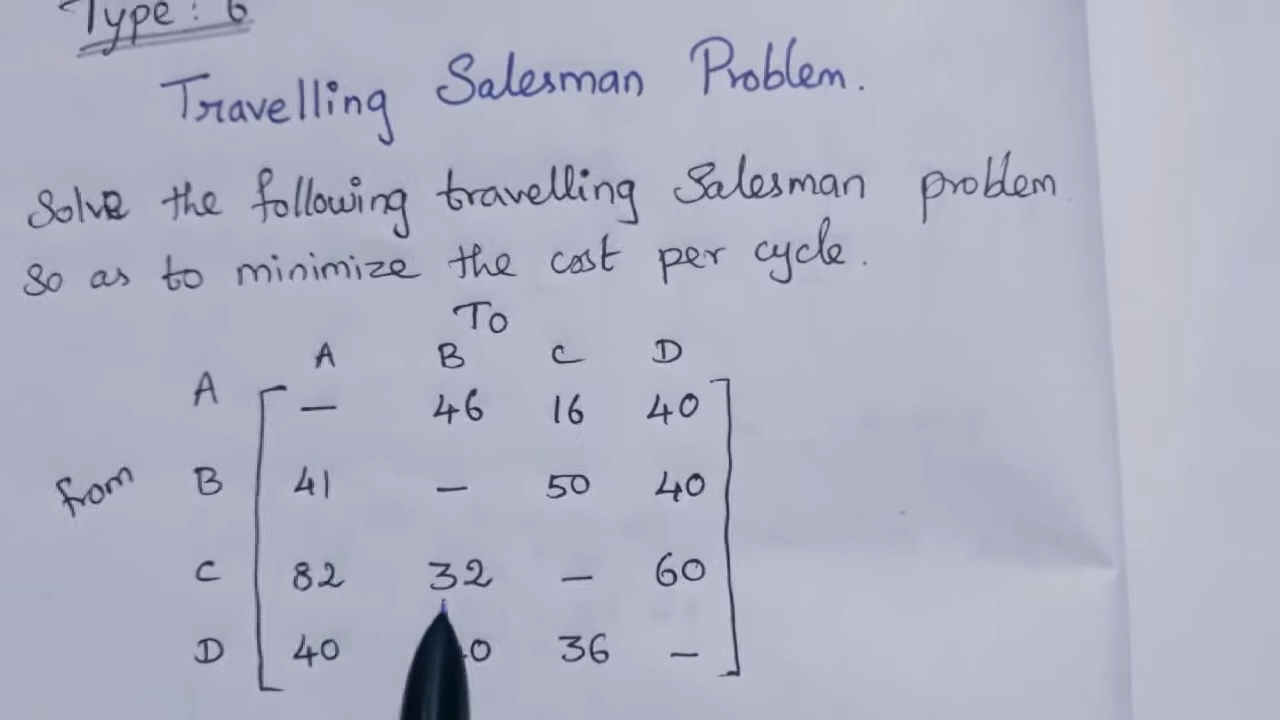 Type: 6
Travelling Salesman Problem.
Solve the following travelling Salesman problem
so as to minimize the cost per cycle.
To
A B C D
A — 46 16 40
from B 41 — 50 40
C 82 32 — 60
D 40 0 36 —